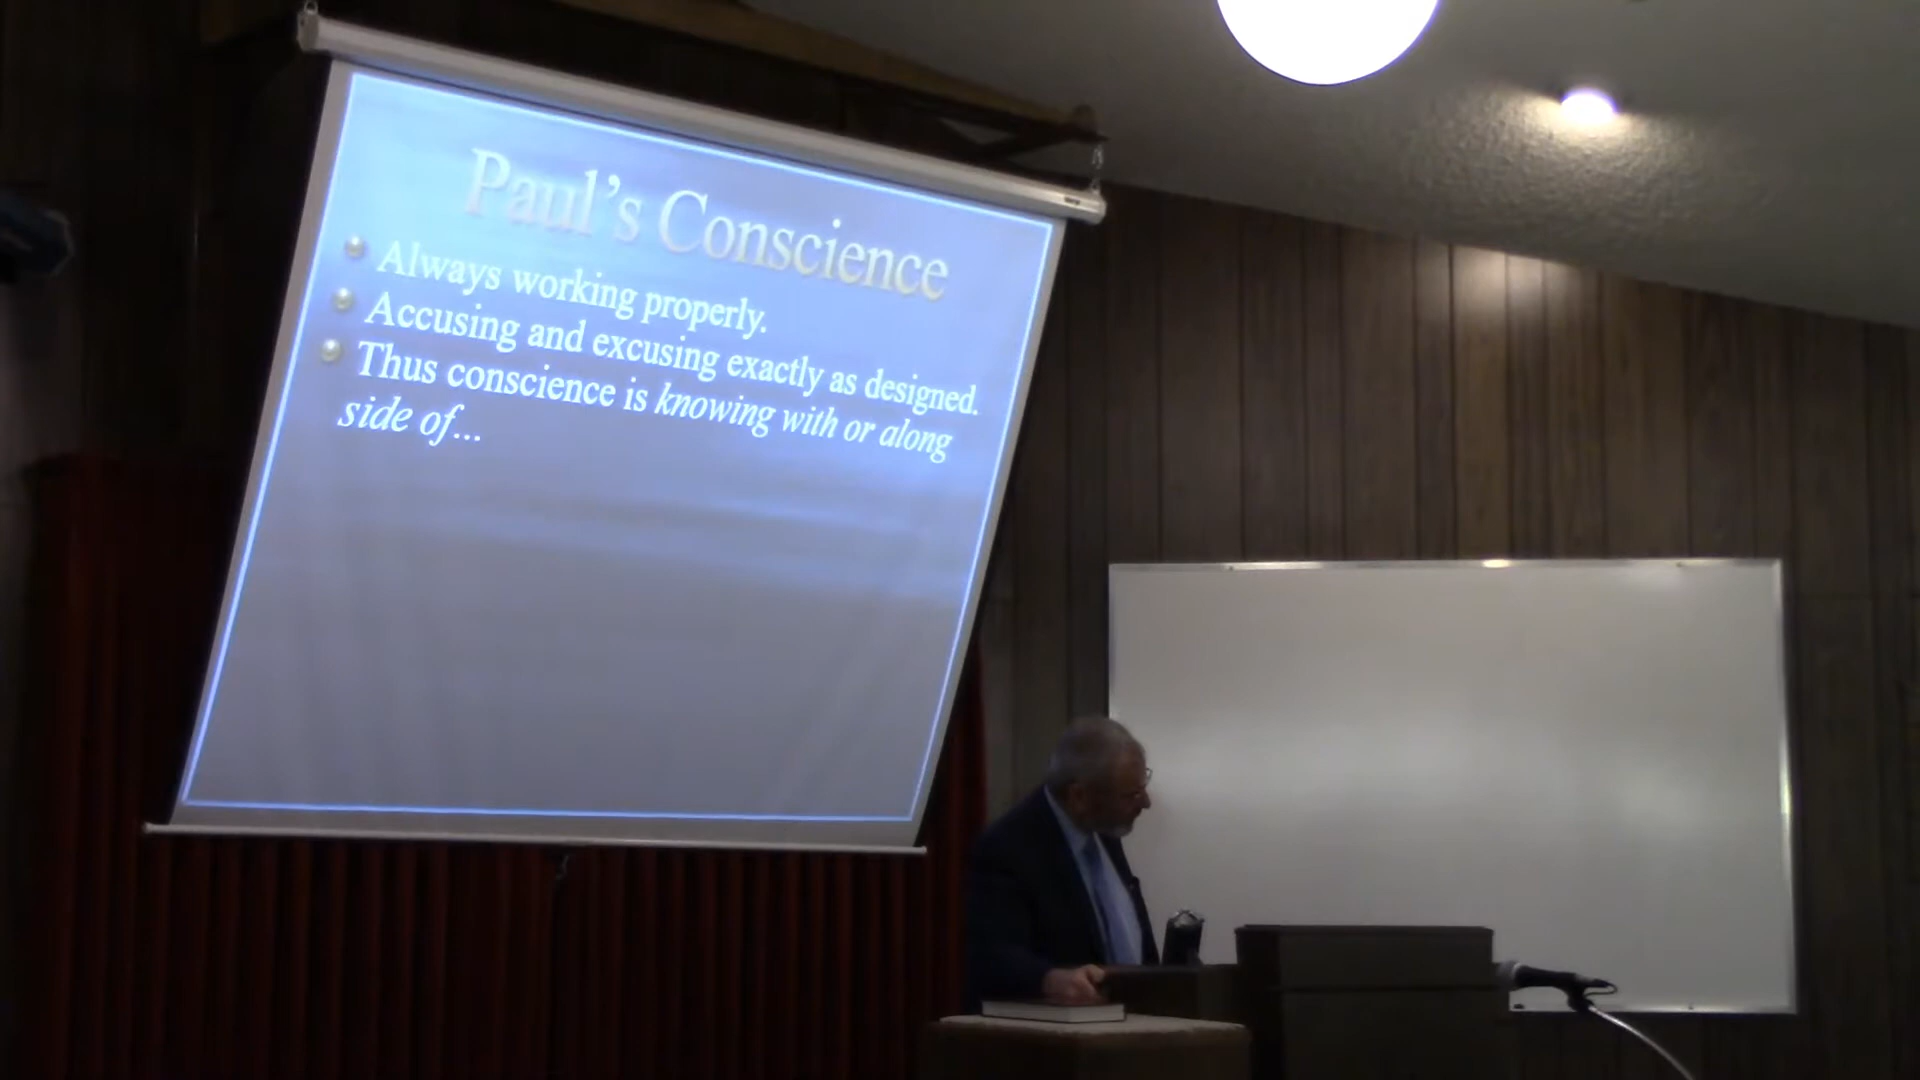 Paul's Conscience
Always working properly.
Accusing and excusing exactly as designed.
Thus conscience is knowing with or along
side of...